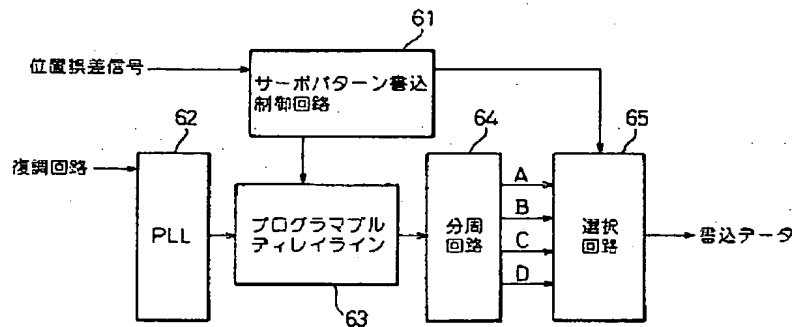 61
位置誤差信号
サーボパターン書込
制御回路
62
64
65
復調回路
PLL
プログラマブル
ディレイライン
分周
回路
A
B
C
D
選択
回路
書込データ
63